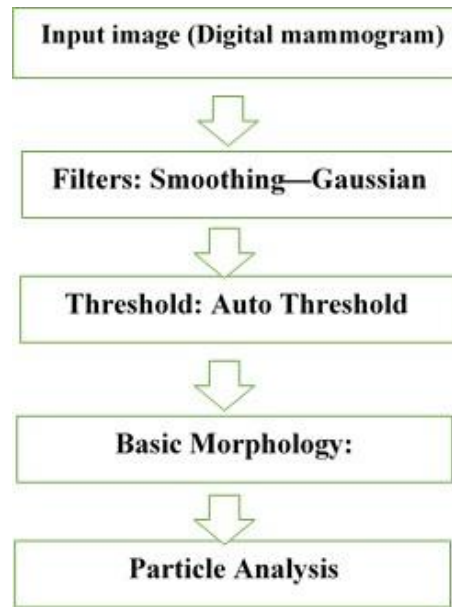 Input image (Digital mammogram)
Filters: Smoothing—Gaussian
Threshold: Auto Threshold
Basic Morphology:
Particle Analysis